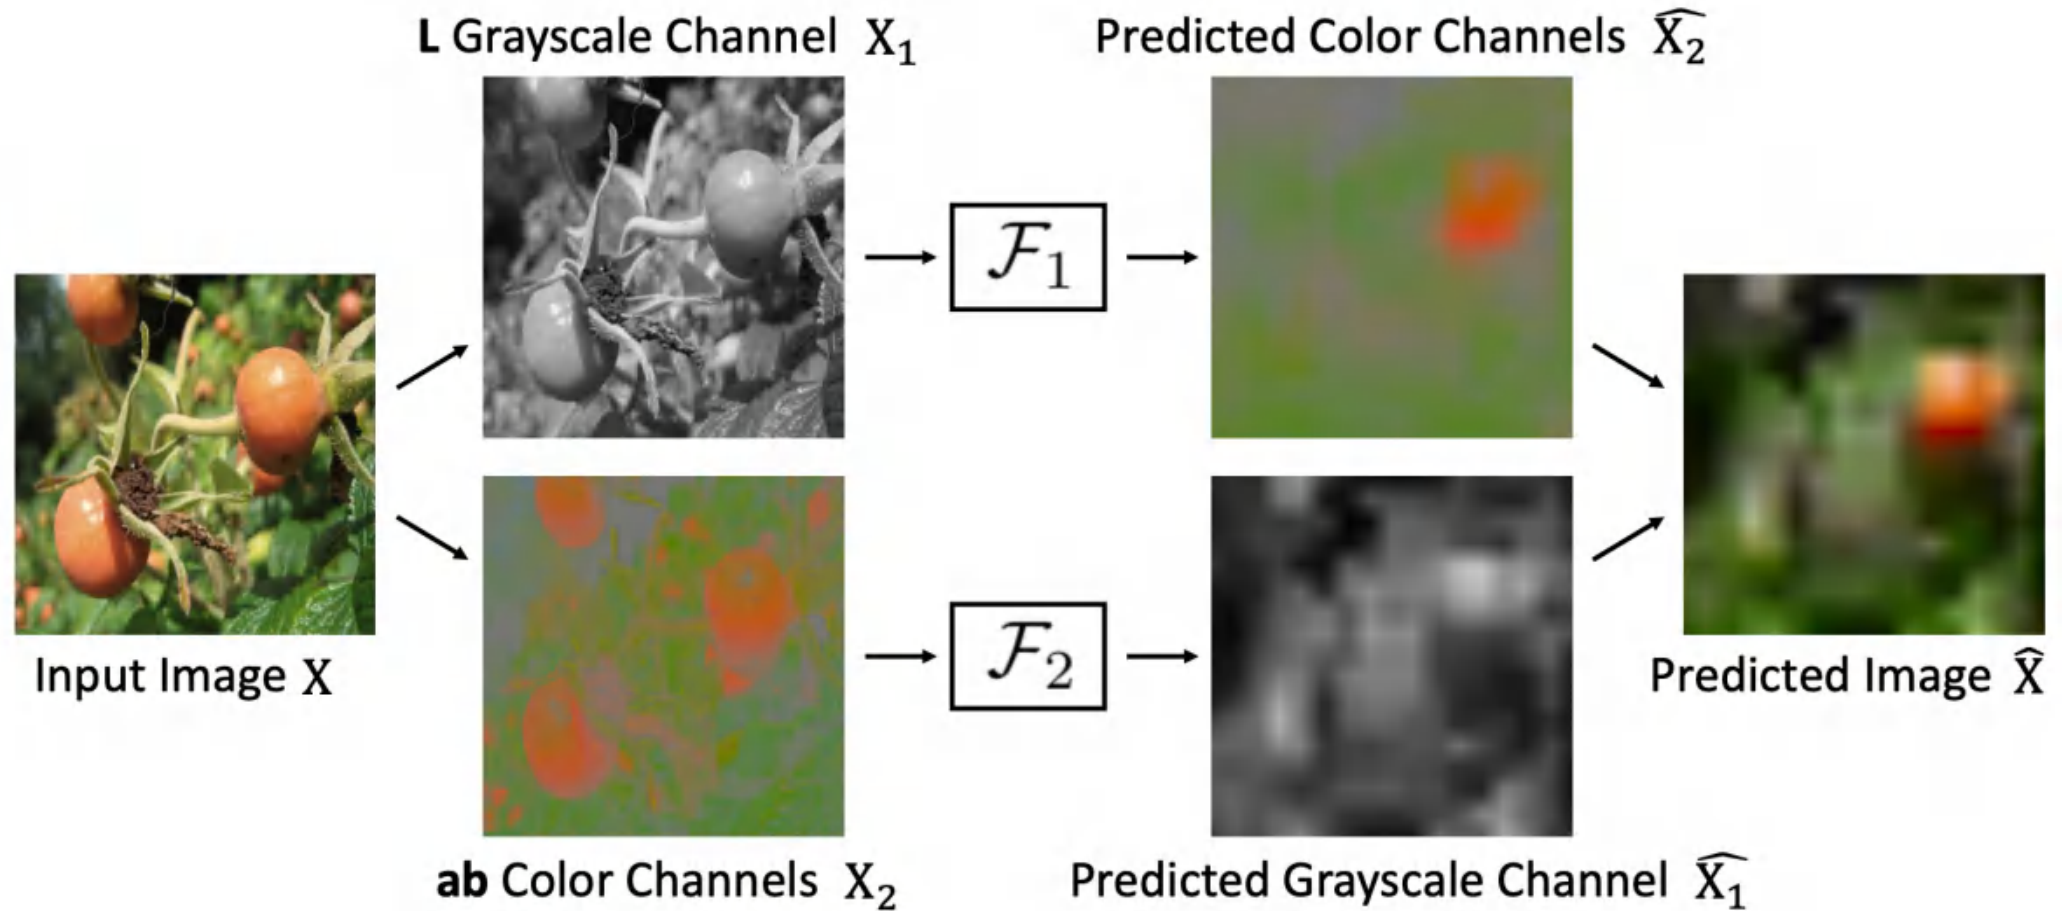 L Grayscale Channel X₁
Predicted Color Channels X̂₂
ℱ₁
Input Image X
Predicted Image X̂
ℱ₂
ab Color Channels X₂
Predicted Grayscale Channel X̂₁